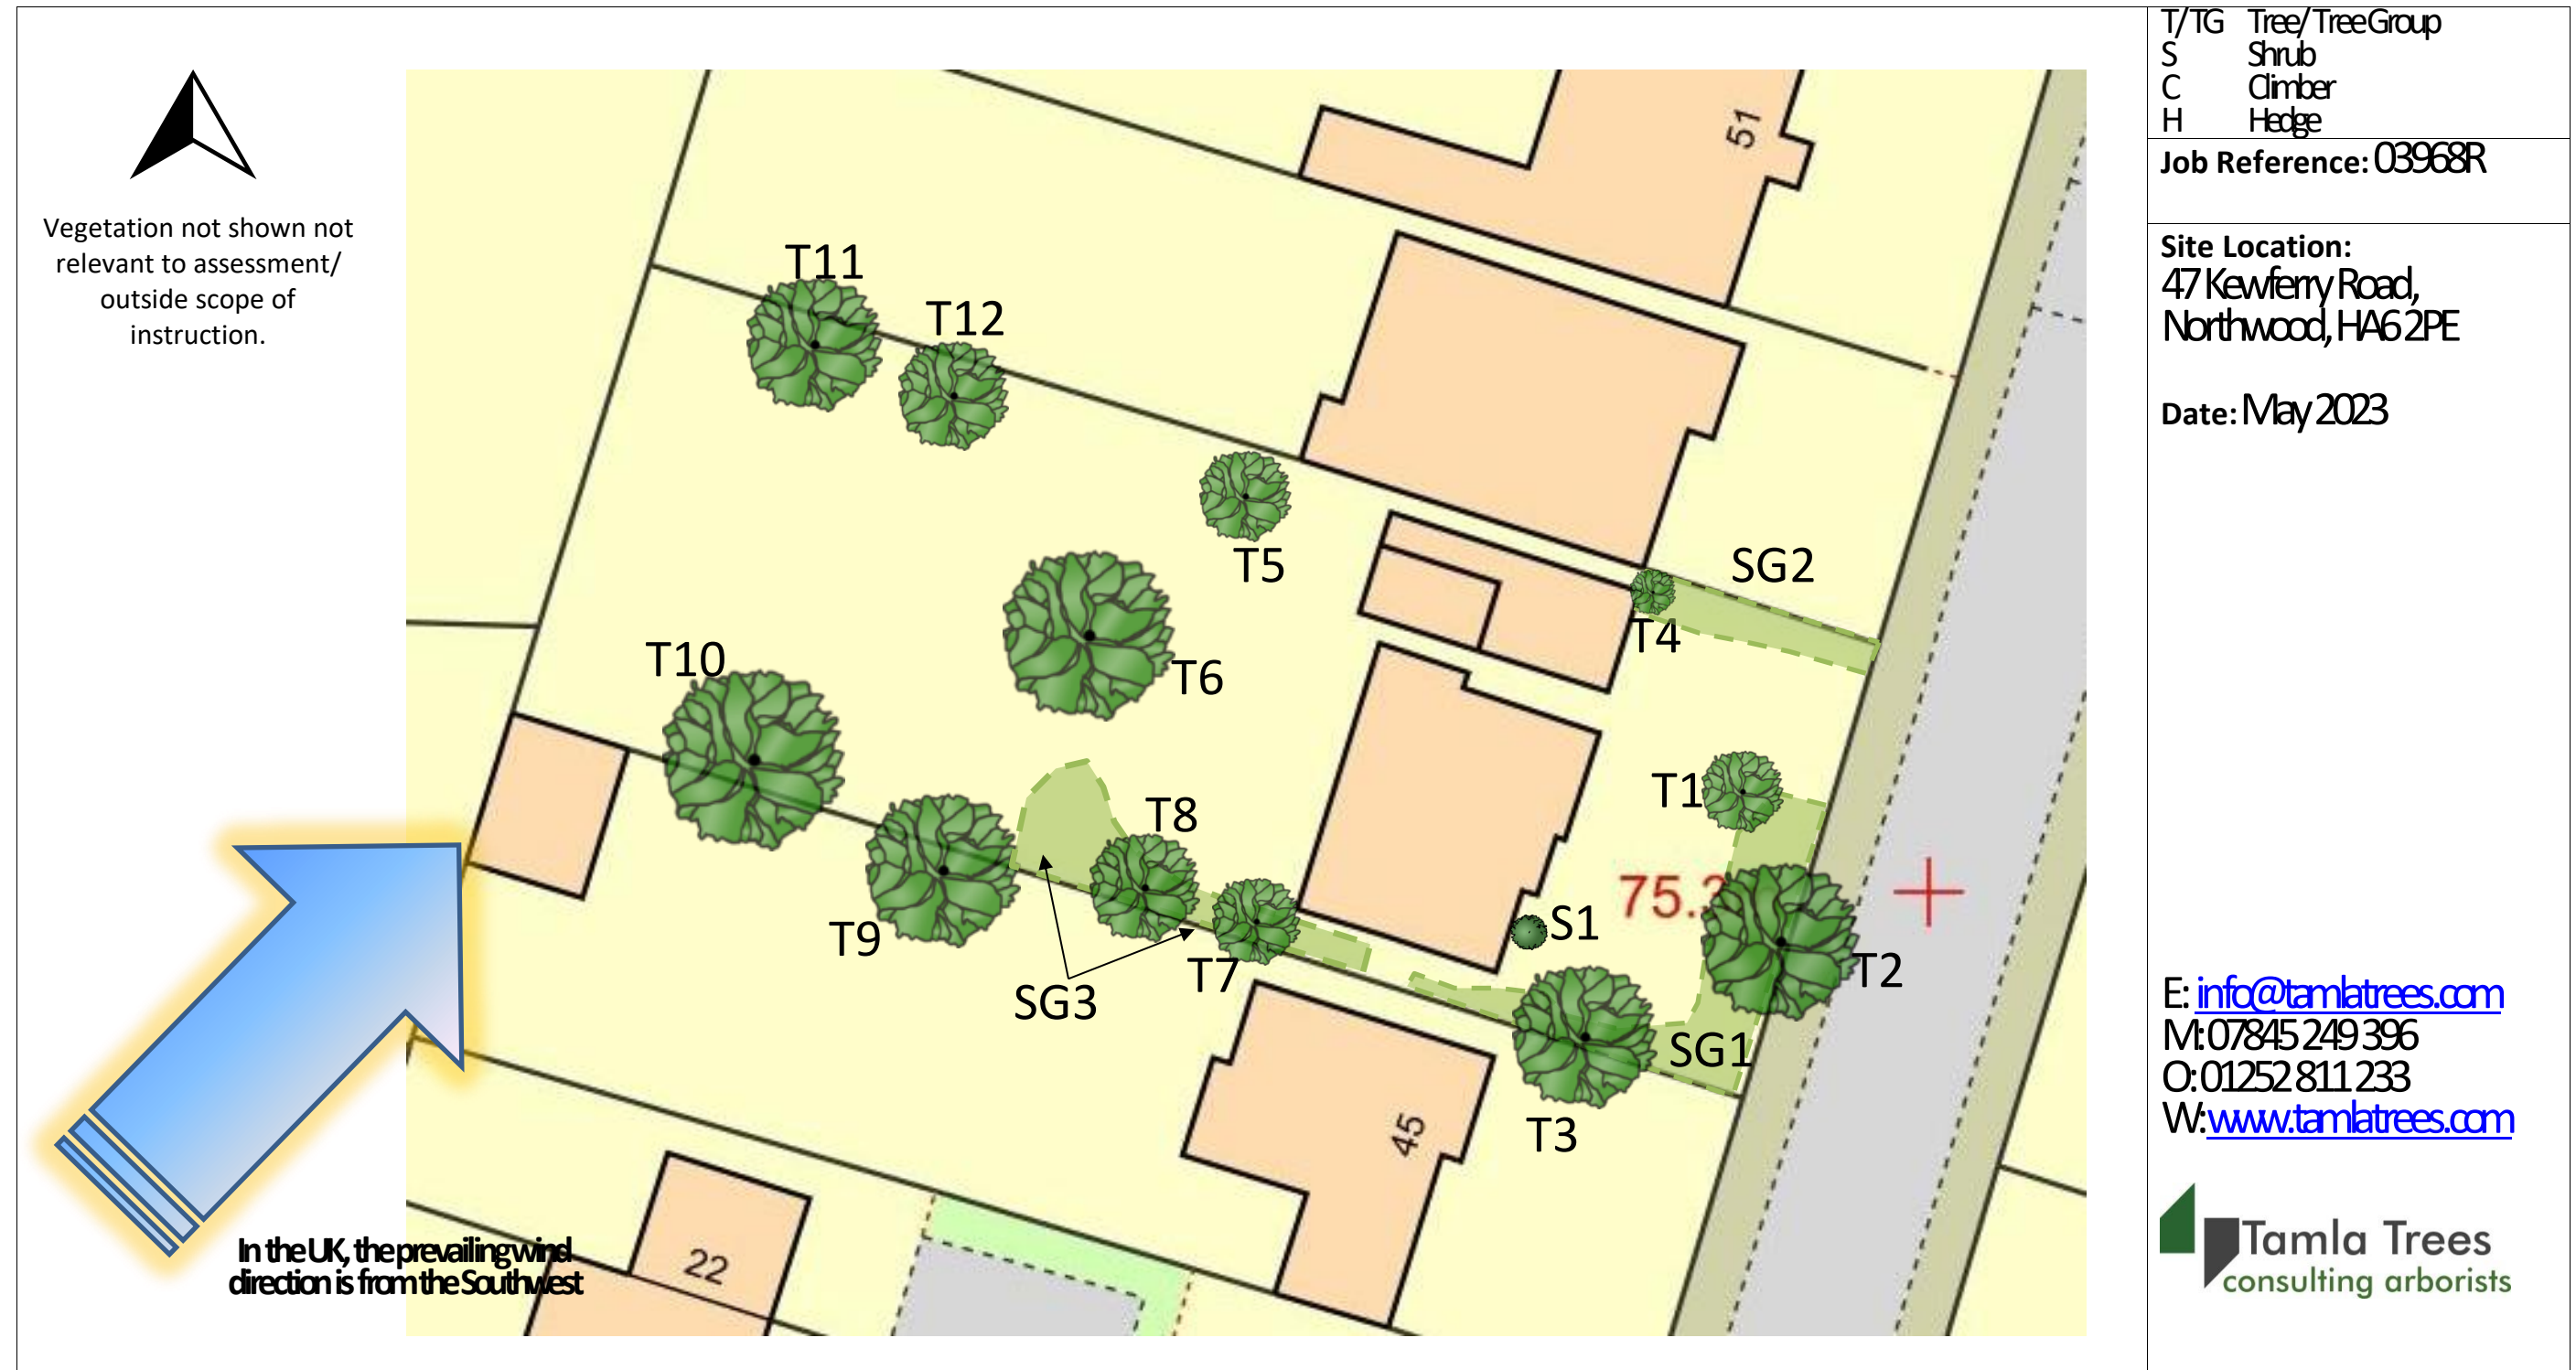 Vegetation not shown not
relevant to assessment/
outside scope of
instruction.
T11
T12
T5
T6
T10
T9
T8
T7
SG3
SG2
T4
T1
S1
T2
SG1
T3
51
45
22
In the UK, the prevailing wind
direction is from the Southwest
T/TG Tree/Tree Group
S Shrub
C Climber
H Hedge
Job Reference: 03968R
Site Location:
47 Kewferry Road,
Northwood, HA6 2PE
Date: May 2023
E: info@tamlatrees.com
M: 07845 249 396
O: 01252 811 233
W: www.tamlatrees.com
Tamla Trees
consulting arborists